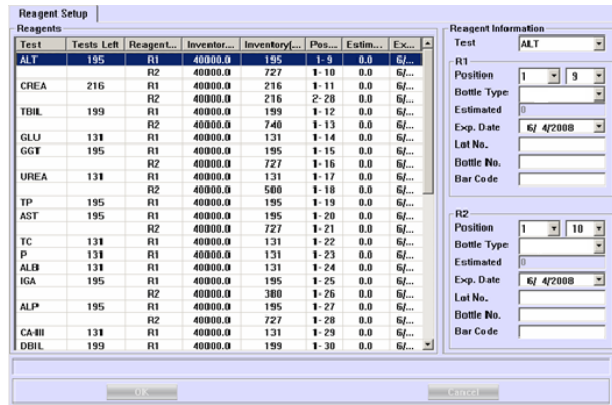 Reagent Setup
Reagents
Test Tests Left Reagent... Inventor... Inventory(... Pos... Estim... Ex...
ALT 195 R1 40000.0 195 1-9 0.0 6/...
R2 40000.0 727 1-10 0.0 6/...
CREA 216 R1 40000.0 216 1-11 0.0 6/...
R2 40000.0 216 2-28 0.0 6/...
TBIL 199 R1 40000.0 199 1-12 0.0 6/...
R2 40000.0 740 1-13 0.0 6/...
GLU 131 R1 40000.0 131 1-14 0.0 6/...
GGT 195 R1 40000.0 195 1-15 0.0 6/...
R2 40000.0 727 1-16 0.0 6/...
UREA 131 R1 40000.0 131 1-17 0.0 6/...
R2 40000.0 500 1-18 0.0 6/...
TP 195 R1 40000.0 195 1-19 0.0 6/...
AST 195 R1 40000.0 195 1-20 0.0 6/...
R2 40000.0 727 1-21 0.0 6/...
TC 131 R1 40000.0 131 1-22 0.0 6/...
P 131 R1 40000.0 131 1-23 0.0 6/...
ALB 131 R1 40000.0 131 1-24 0.0 6/...
IGA 195 R1 40000.0 195 1-25 0.0 6/...
R2 40000.0 380 1-26 0.0 6/...
ALP 195 R1 40000.0 195 1-27 0.0 6/...
R2 40000.0 727 1-28 0.0 6/...
CA-III 131 R1 40000.0 131 1-29 0.0 6/...
DBIL 199 R1 40000.0 199 1-30 0.0 6/...
Reagent Information
Test ALT
R1
Position 1 9
Bottle Type
Estimated 0
Exp. Date 6/ 4/2008
Lot No.
Bottle No.
Bar Code
R2
Position 1 10
Bottle Type
Estimated 0
Exp. Date 6/ 4/2008
Lot No.
Bottle No.
Bar Code
OK Cancel